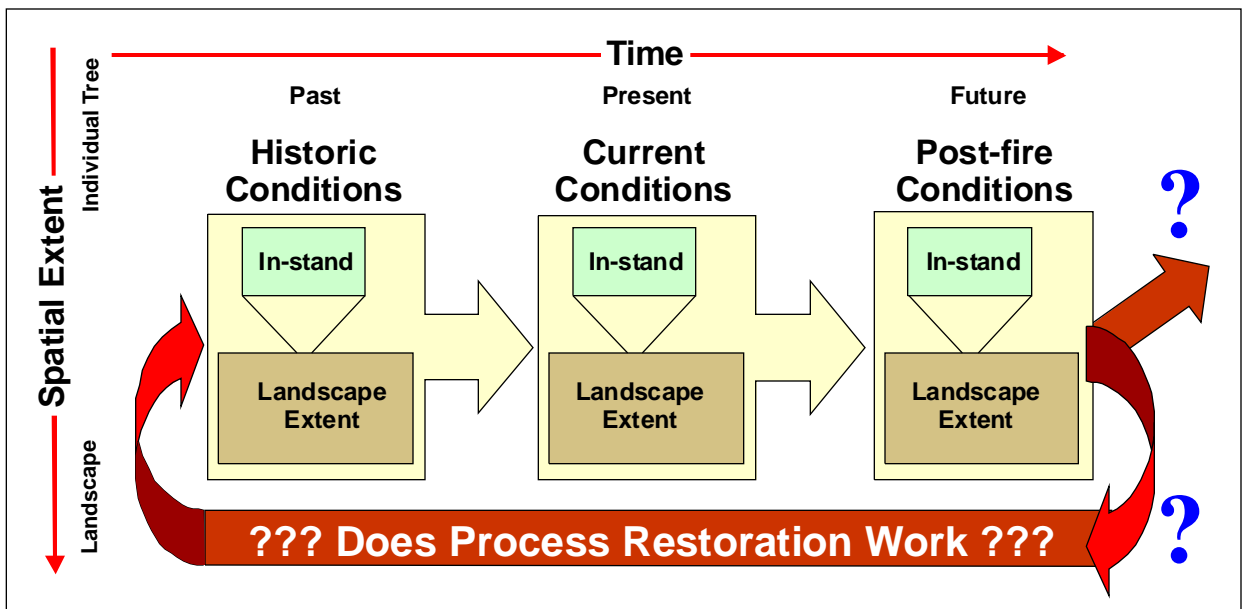 Time
Past
Present
Future
Spatial Extent
Individual Tree
Landscape
Historic
Conditions
Current
Conditions
Post-fire
Conditions
?
In-stand
In-stand
In-stand
Landscape
Extent
Landscape
Extent
Landscape
Extent
??? Does Process Restoration Work ???
?